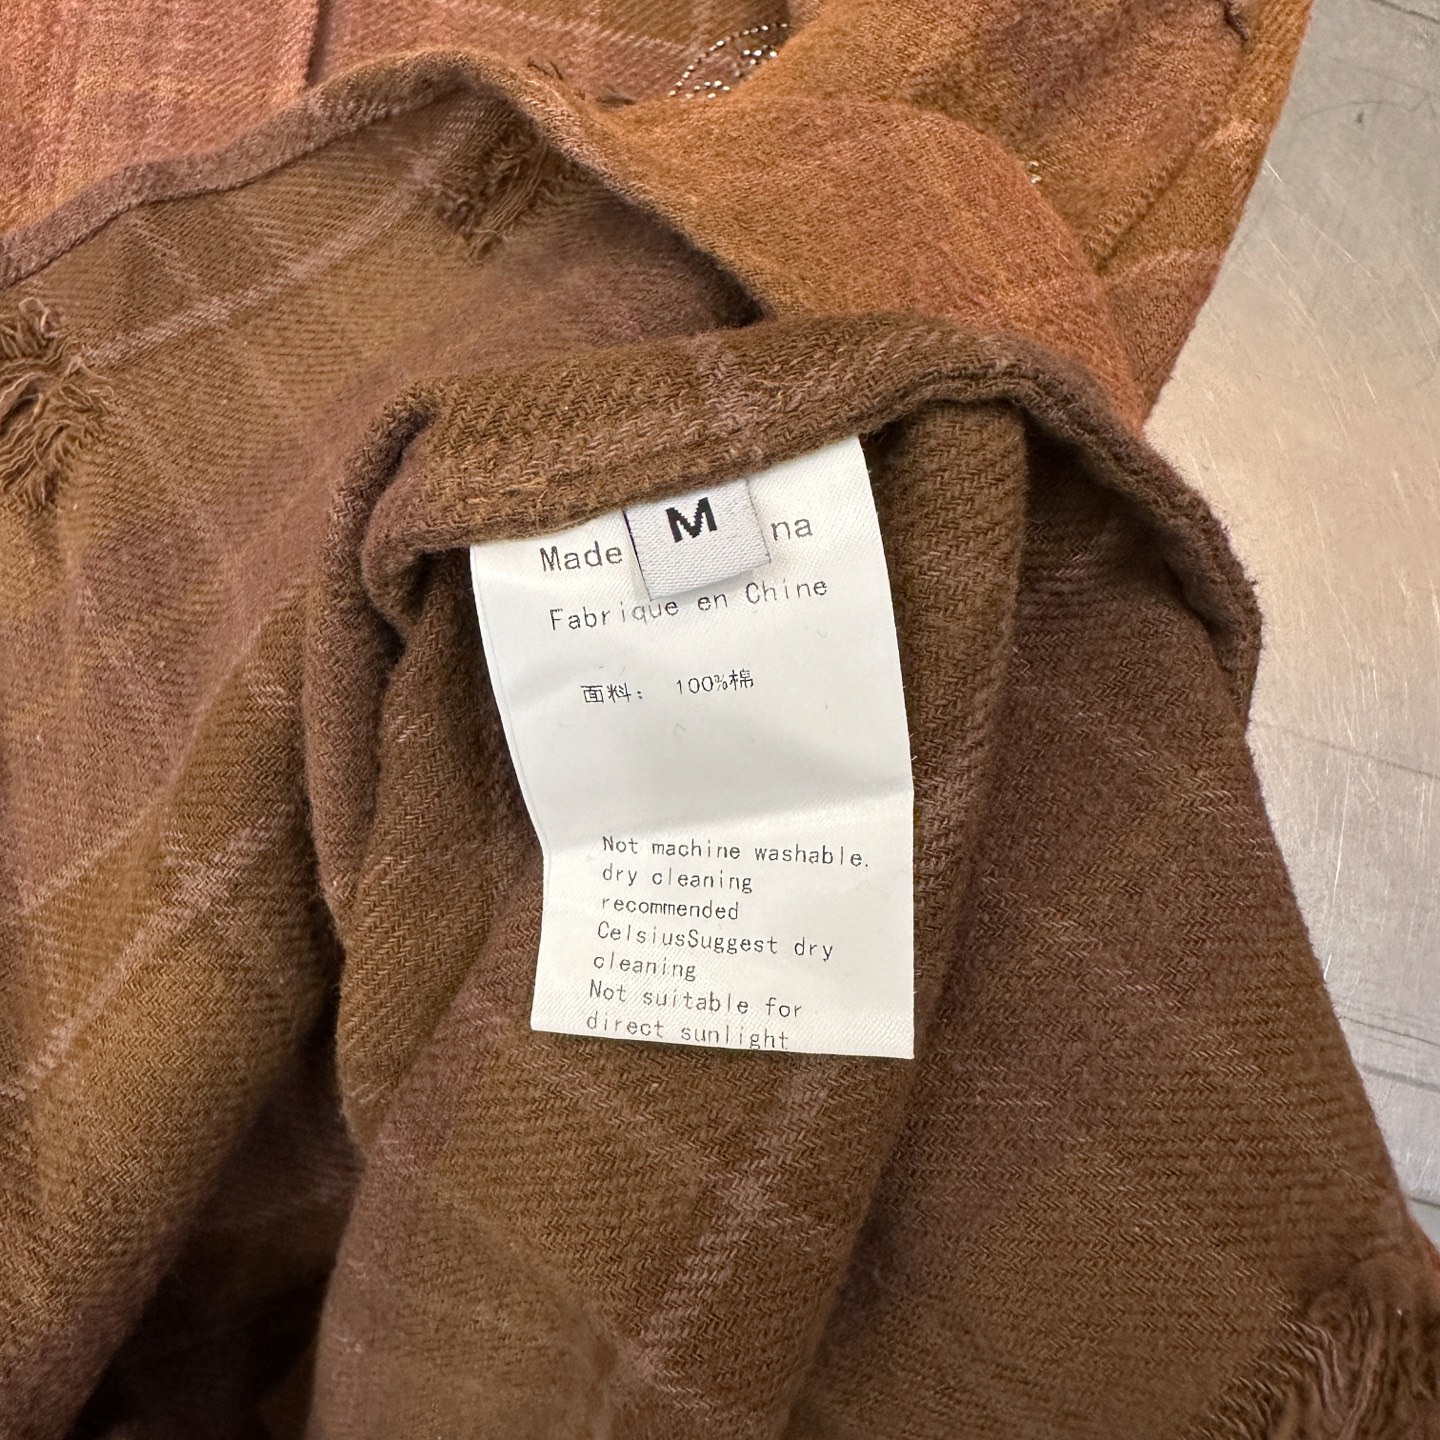 M
Made na
Fabrique en Chine
面料： 100%棉
Not machine washable.
dry cleaning
recommended
CelsiusSuggest dry
cleaning
Not suitable for
direct sunlight